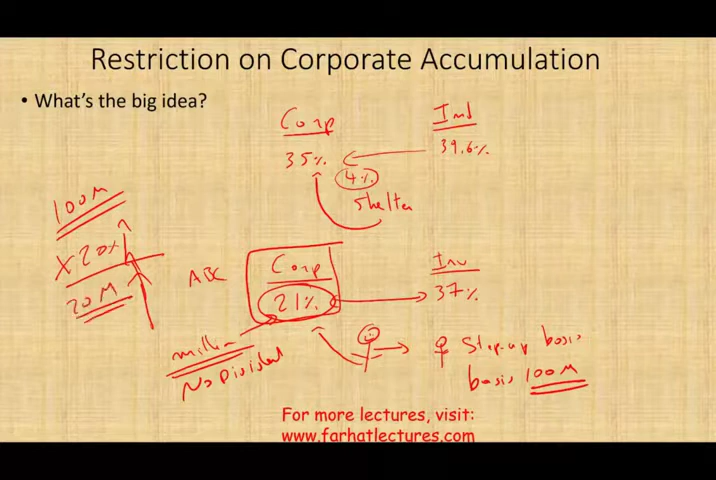 Restriction on Corporate Accumulation
• What's the big idea?
Corp
Ind
35%
39.6%
4%
shelter
100M
X 20%
20M
ABC
Corp
21%
37%
million
No Dividend
Step-up basis
basis 100M
For more lectures, visit:
www.farhatlectures.com